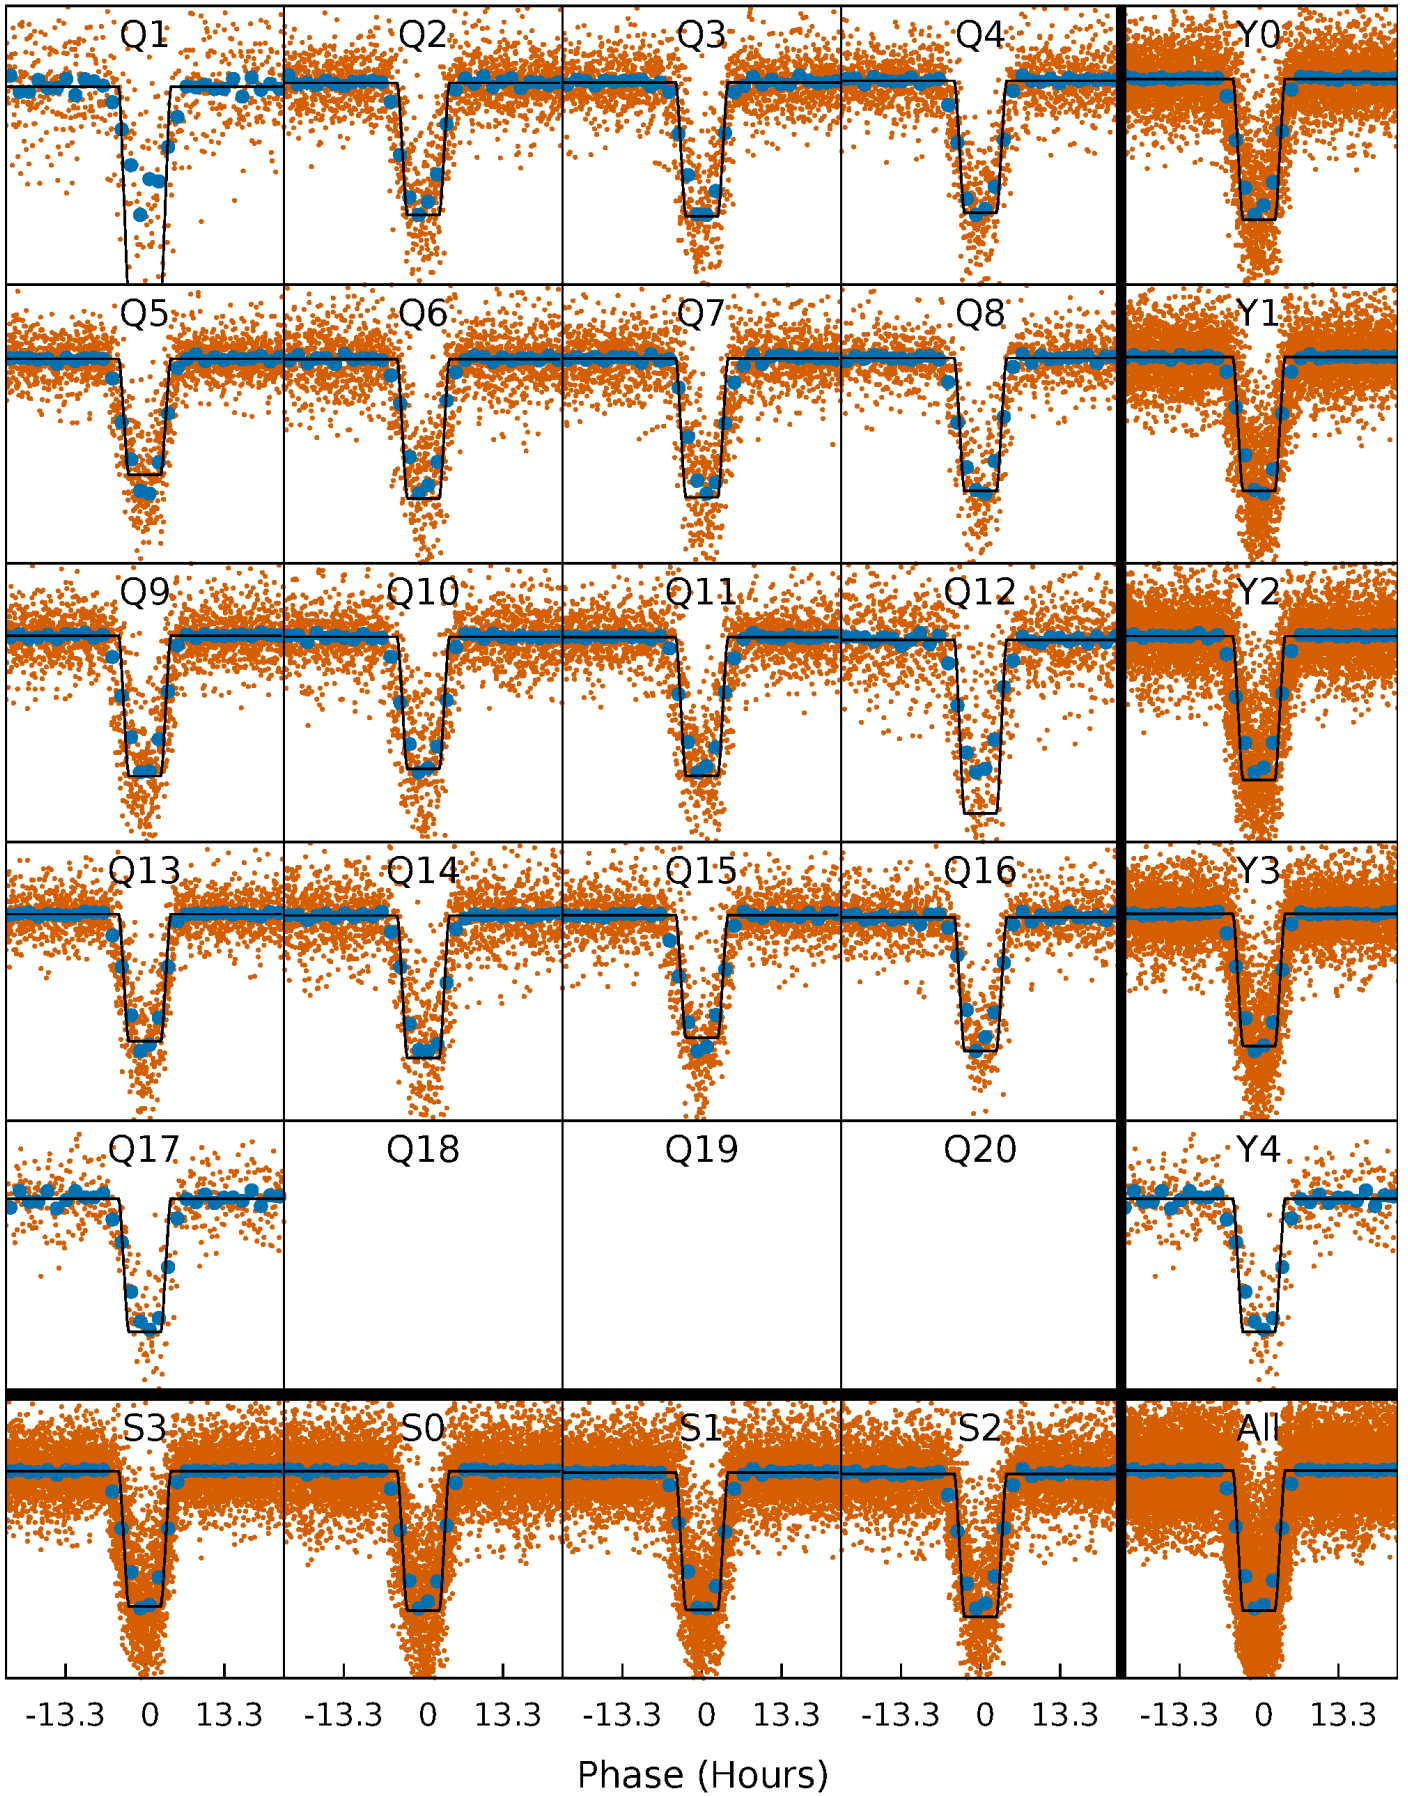 Q1 Q2 Q3 Q4 Y0
Q5 Q6 Q7 Q8 Y1
Q9 Q10 Q11 Q12 Y2
Q13 Q14 Q15 Q16 Y3
Q17 Q18 Q19 Q20 Y4
S3 S0 S1 S2 All
-13.3 0 13.3 -13.3 0 13.3 -13.3 0 13.3 -13.3 0 13.3 -13.3 0 13.3
Phase (Hours)